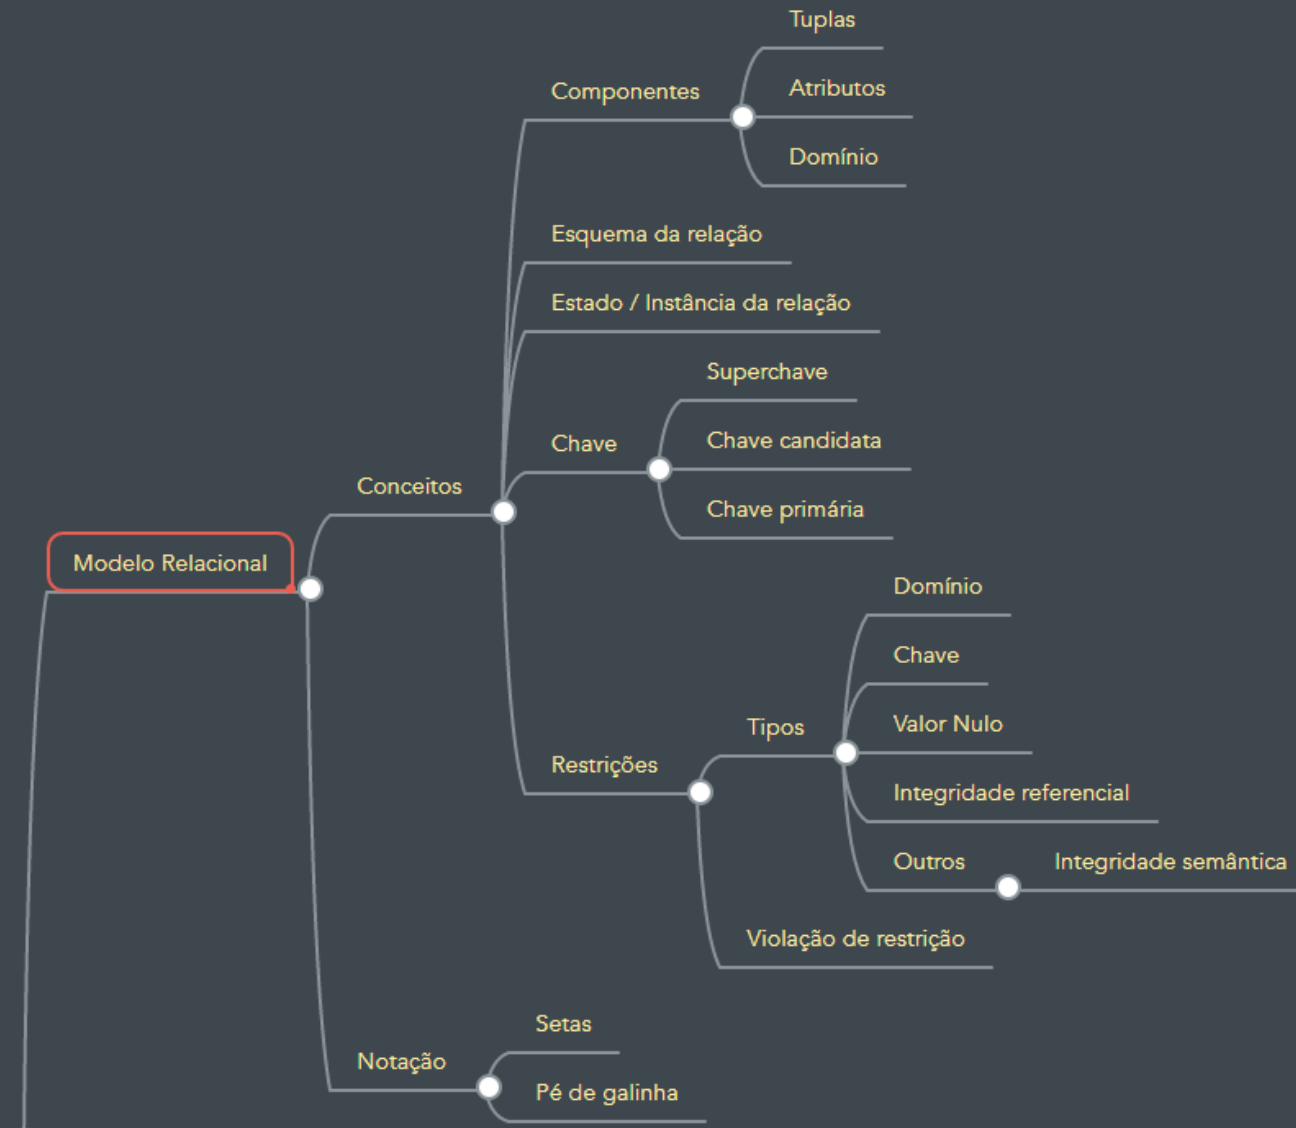 Modelo Relacional
Conceitos
Componentes
Tuplas
Atributos
Domínio
Esquema da relação
Estado / Instância da relação
Chave
Superchave
Chave candidata
Chave primária
Restrições
Tipos
Domínio
Chave
Valor Nulo
Integridade referencial
Outros
Integridade semântica
Violação de restrição
Notação
Setas
Pé de galinha